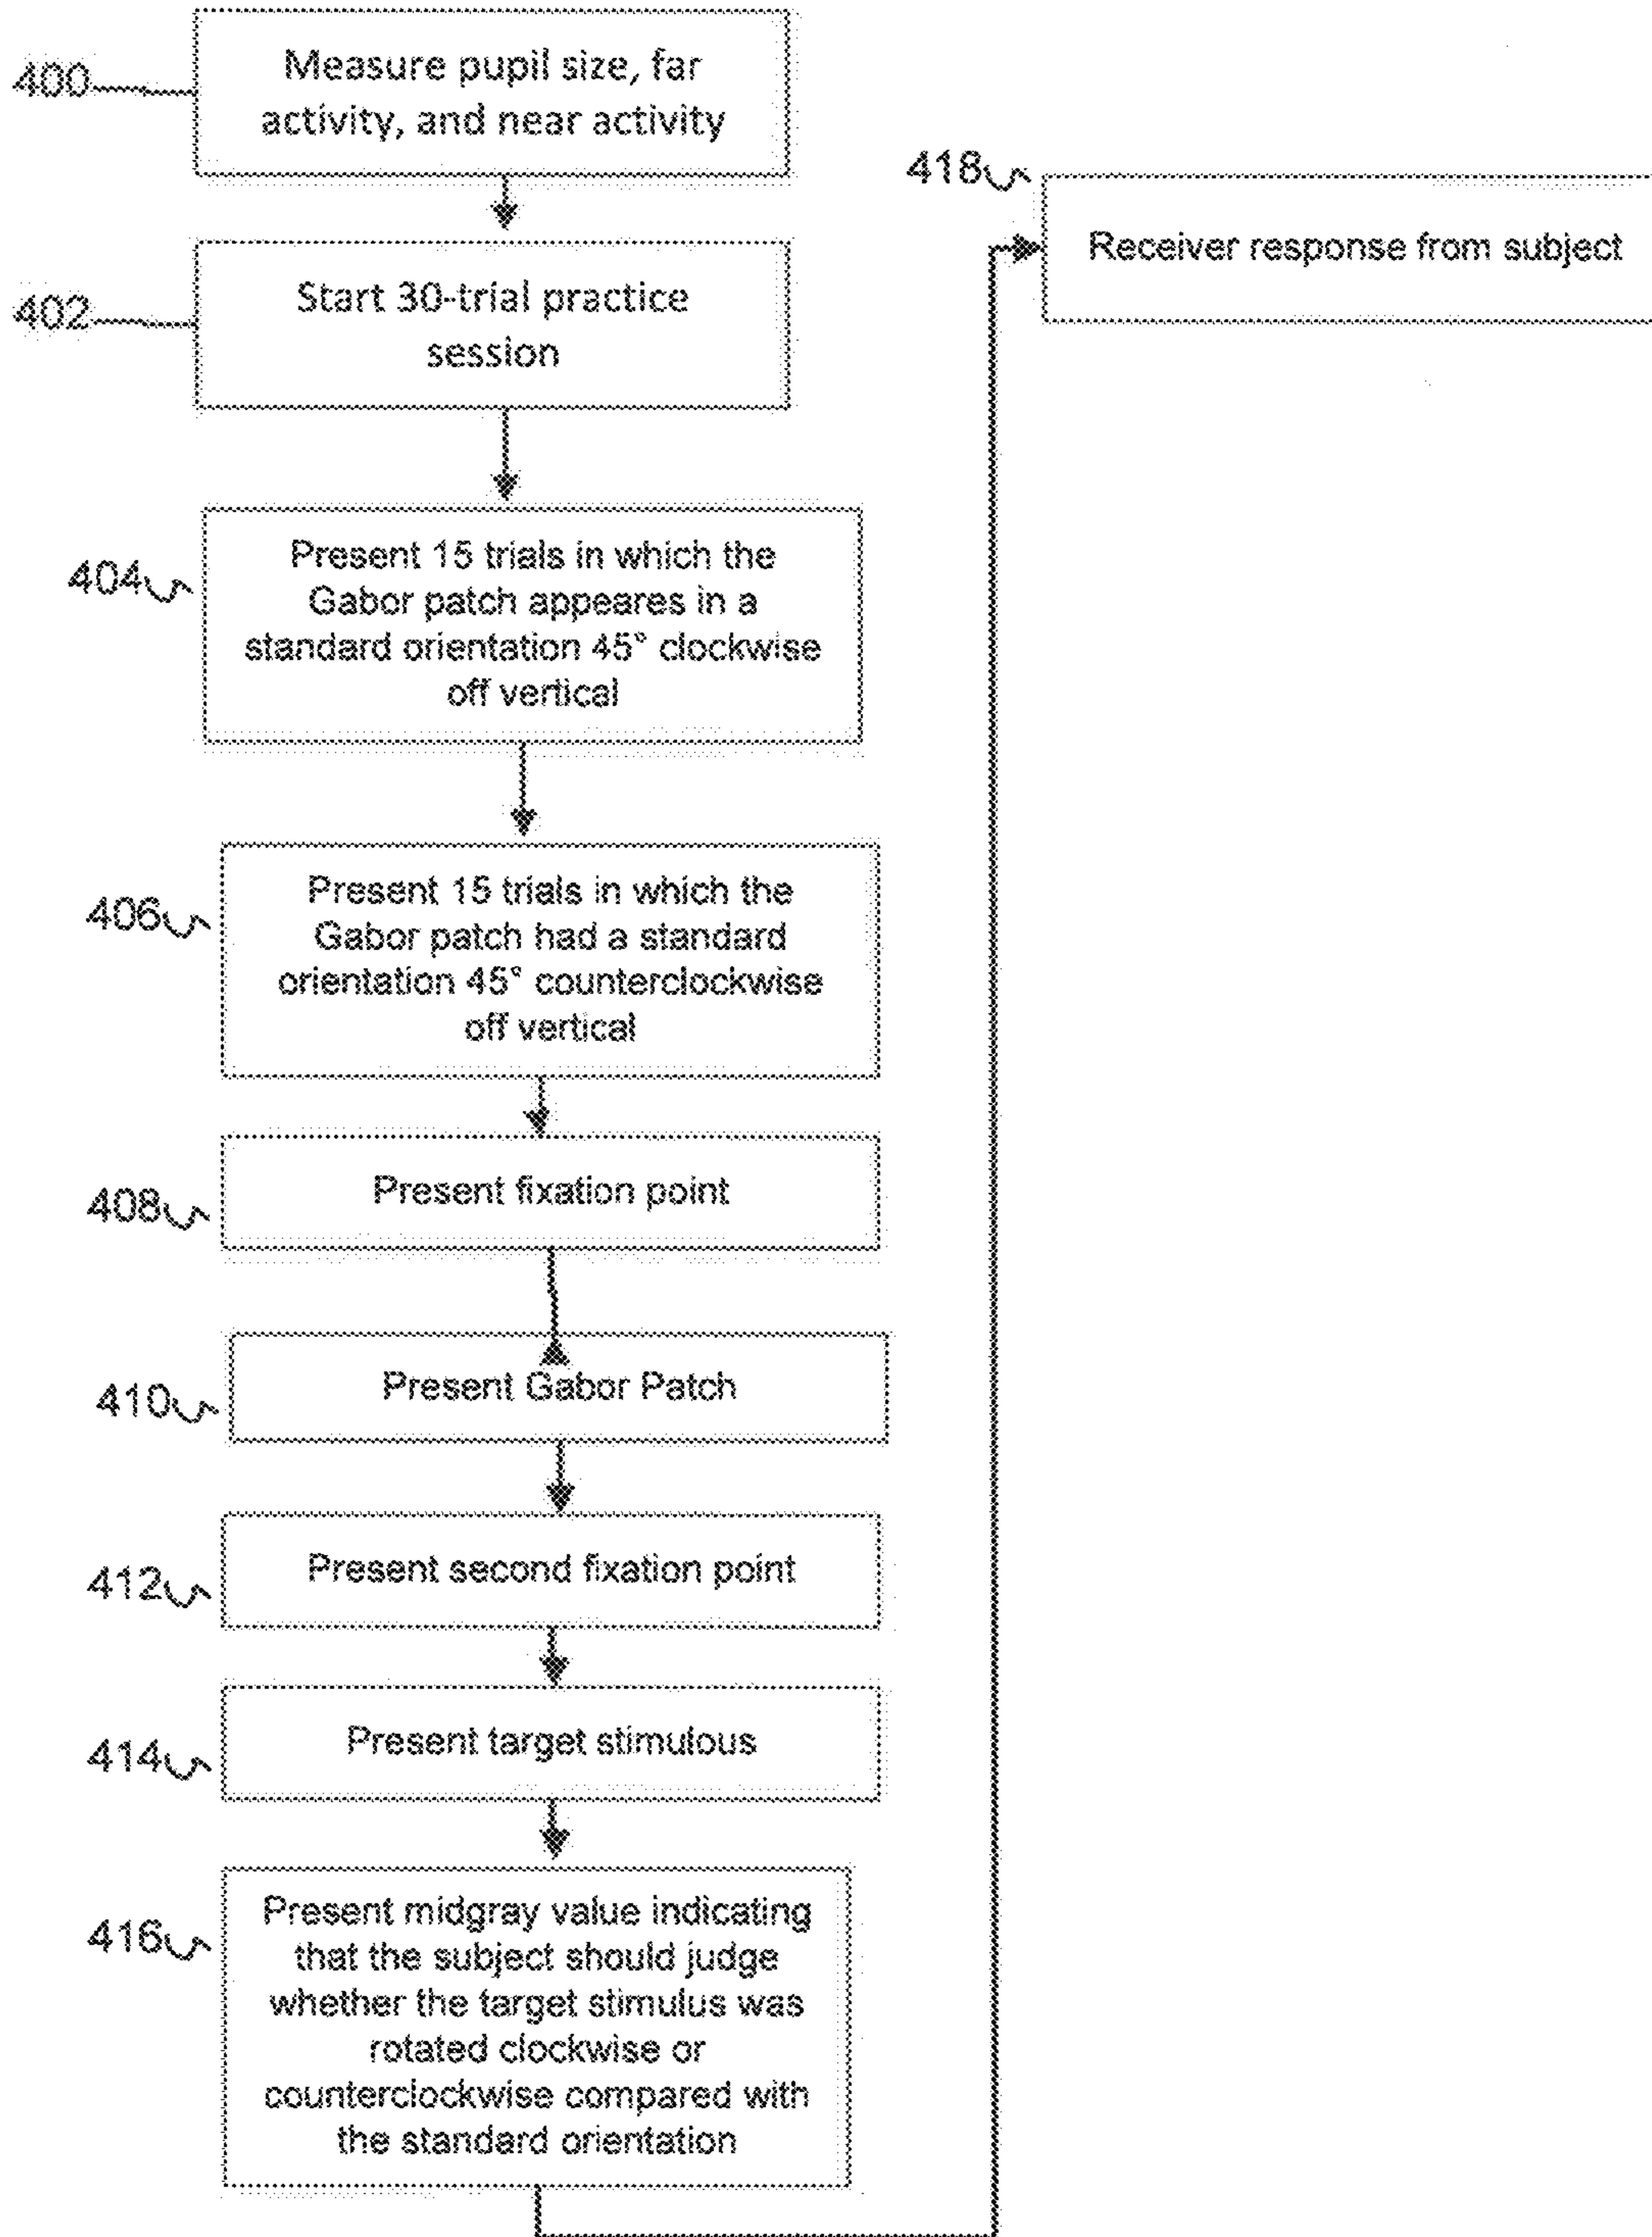 400
Measure pupil size, far
activity, and near activity
402
Start 30-trial practice
session
404
Present 15 trials in which the
Gabor patch appeares in a
standard orientation 45° clockwise
off vertical
406
Present 15 trials in which the
Gabor patch had a standard
orientation 45° counterclockwise
off vertical
408
Present fixation point
410
Present Gabor Patch
412
Present second fixation point
414
Present target stimulous
416
Present midgray value indicating
that the subject should judge
whether the target stimulus was
rotated clockwise or
counterclockwise compared with
the standard orientation
418
Receiver response from subject